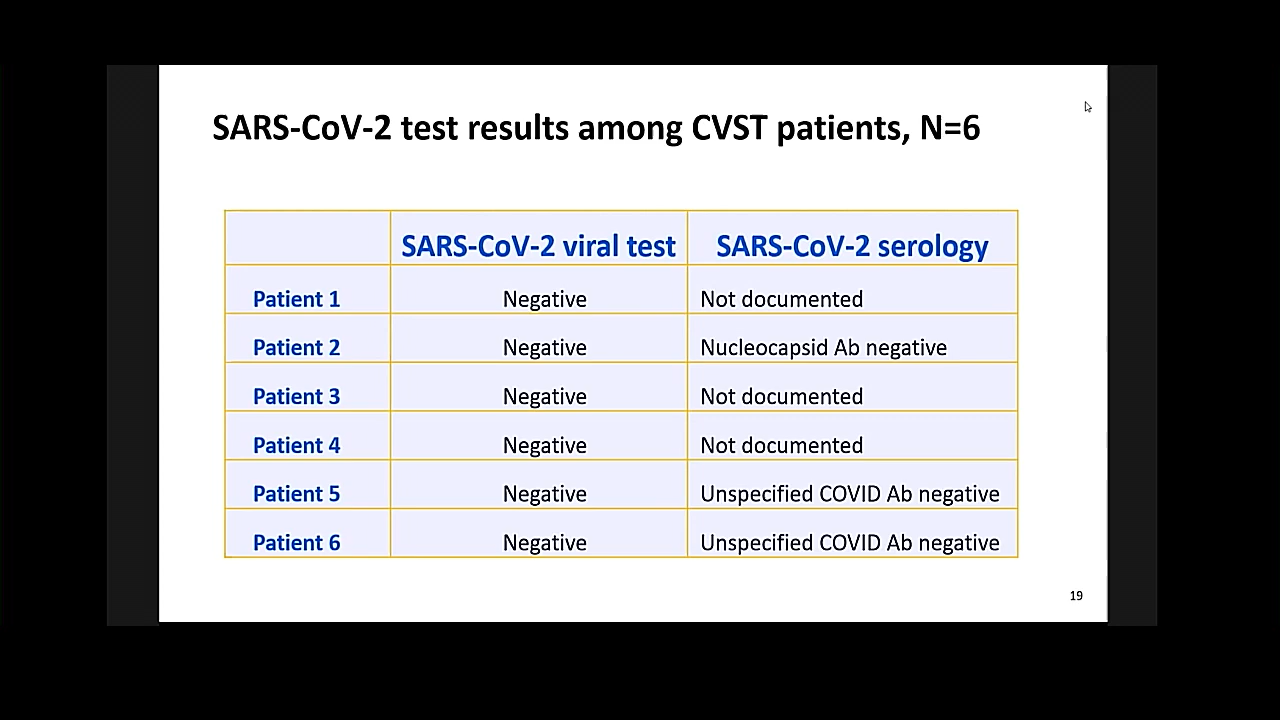 SARS-CoV-2 test results among CVST patients, N=6
SARS-CoV-2 viral test SARS-CoV-2 serology
Patient 1 Negative Not documented
Patient 2 Negative Nucleocapsid Ab negative
Patient 3 Negative Not documented
Patient 4 Negative Not documented
Patient 5 Negative Unspecified COVID Ab negative
Patient 6 Negative Unspecified COVID Ab negative
19